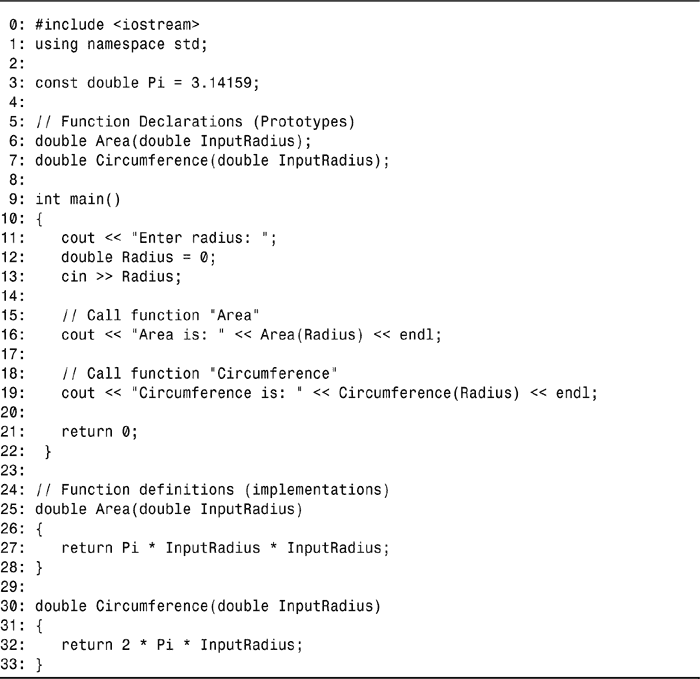 0: #include <iostream>
1: using namespace std;
2:
3: const double Pi = 3.14159;
4:
5: // Function Declarations (Prototypes)
6: double Area(double InputRadius);
7: double Circumference(double InputRadius);
8:
9: int main()
10: {
11:    cout << "Enter radius: ";
12:    double Radius = 0;
13:    cin >> Radius;
14:
15:    // Call function "Area"
16:    cout << "Area is: " << Area(Radius) << endl;
17:
18:    // Call function "Circumference"
19:    cout << "Circumference is: " << Circumference(Radius) << endl;
20:
21:    return 0;
22:  }
23:
24: // Function definitions (implementations)
25: double Area(double InputRadius)
26: {
27:    return Pi * InputRadius * InputRadius;
28: }
29:
30: double Circumference(double InputRadius)
31: {
32:    return 2 * Pi * InputRadius;
33: }